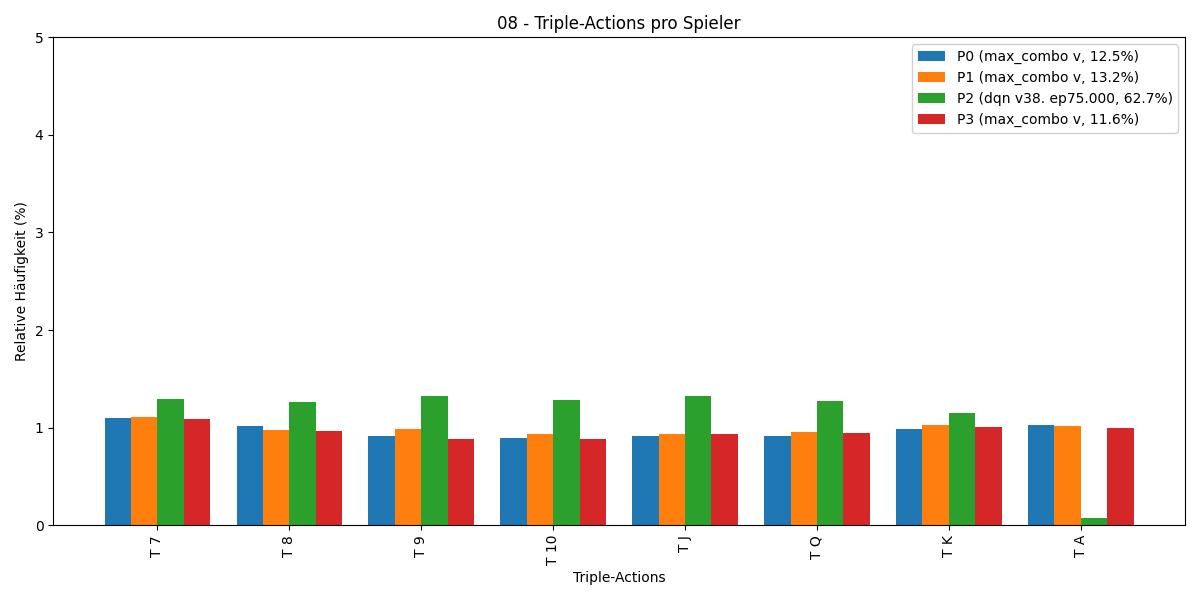 08 - Triple-Actions pro Spieler
P0 (max_combo v, 12.5%)
P1 (max_combo v, 13.2%)
P2 (dqn v38. ep75.000, 62.7%)
P3 (max_combo v, 11.6%)
Relative Häufigkeit (%)
5
4
3
2
1
0
T 7
T 8
T 9
T 10
T J
T Q
T K
T A
Triple-Actions